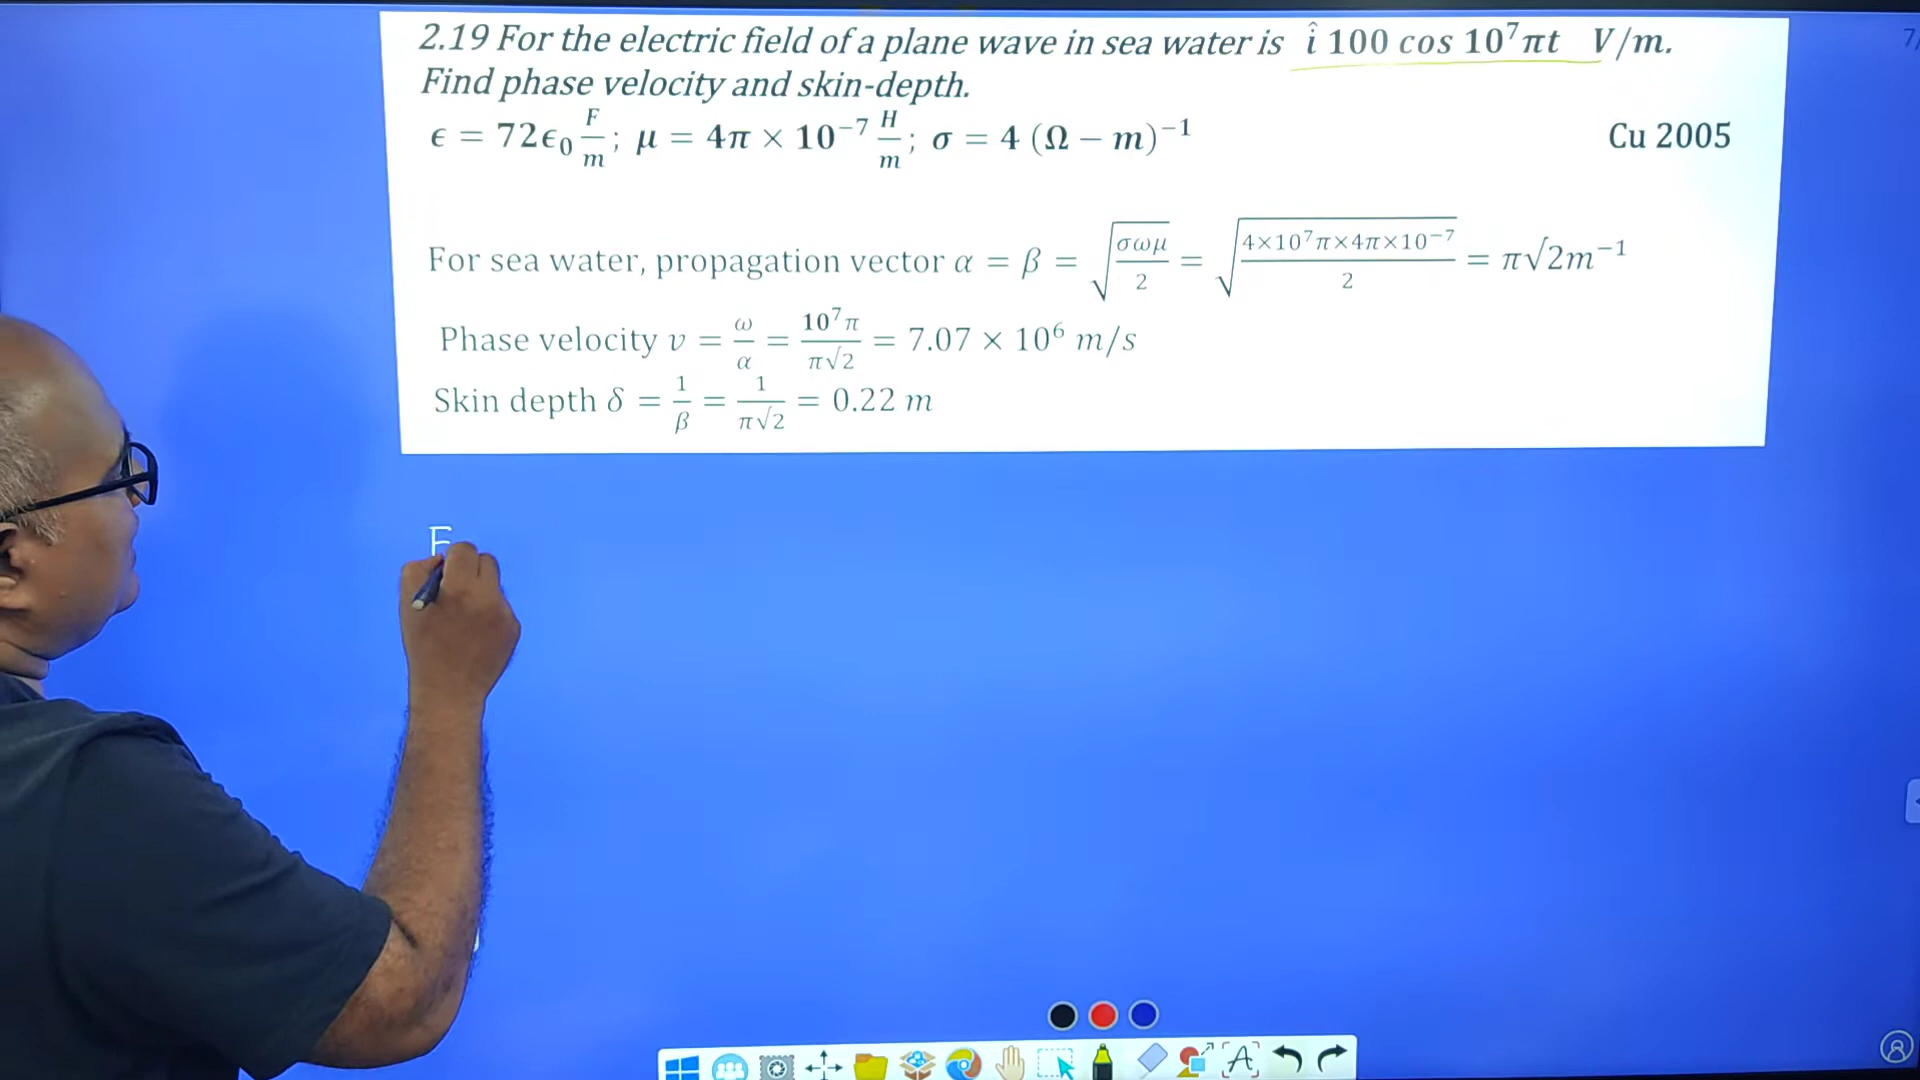 2.19 For the electric field of a plane wave in sea water is î 100 cos 10⁷πt V/m.
Find phase velocity and skin-depth.
ϵ = 72ϵ₀ F/m; μ = 4π × 10⁻⁷ H/m; σ = 4 (Ω − m)⁻¹ Cu 2005
For sea water, propagation vector α = β = √(σωμ/2) = √(4×10⁷π×4π×10⁻⁷/2) = π√2m⁻¹
Phase velocity v = ω/α = 10⁷π/π√2 = 7.07 × 10⁶ m/s
Skin depth δ = 1/β = 1/π√2 = 0.22 m